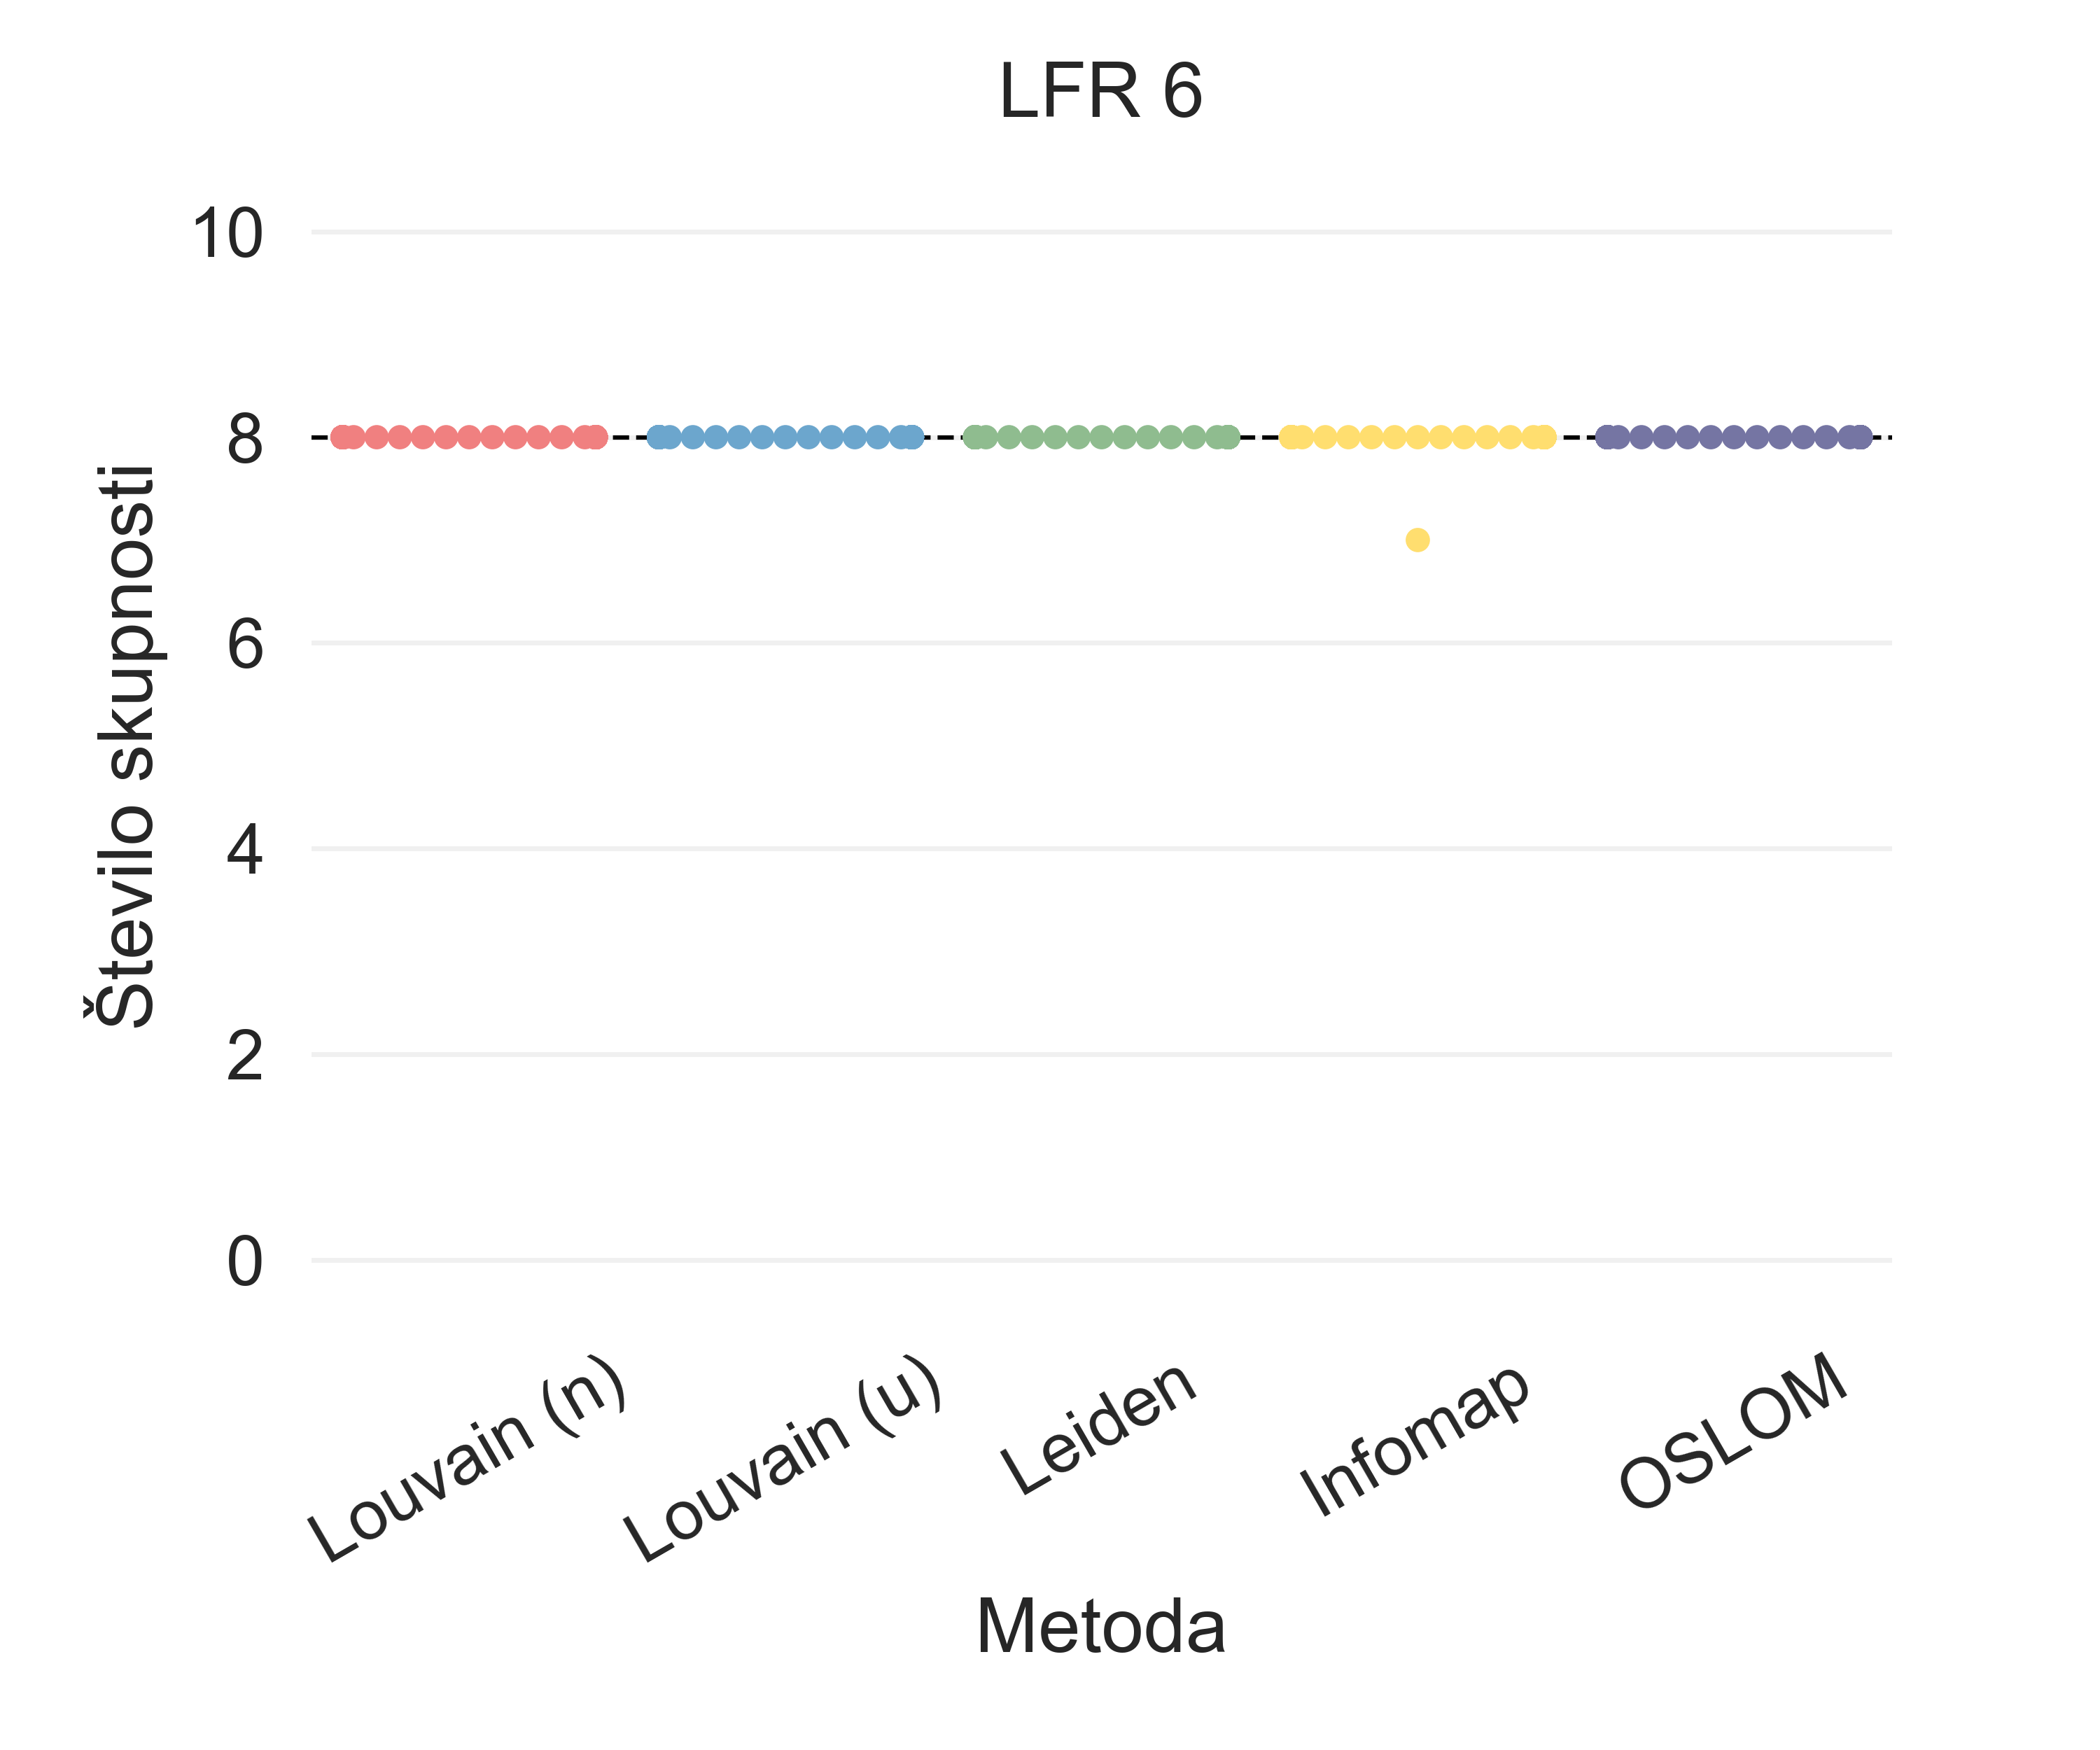 LFR 6
10
8
6
4
2
0
Število skupnosti
Louvain (n)
Louvain (u)
Leiden
Infomap
OSLOM
Metoda